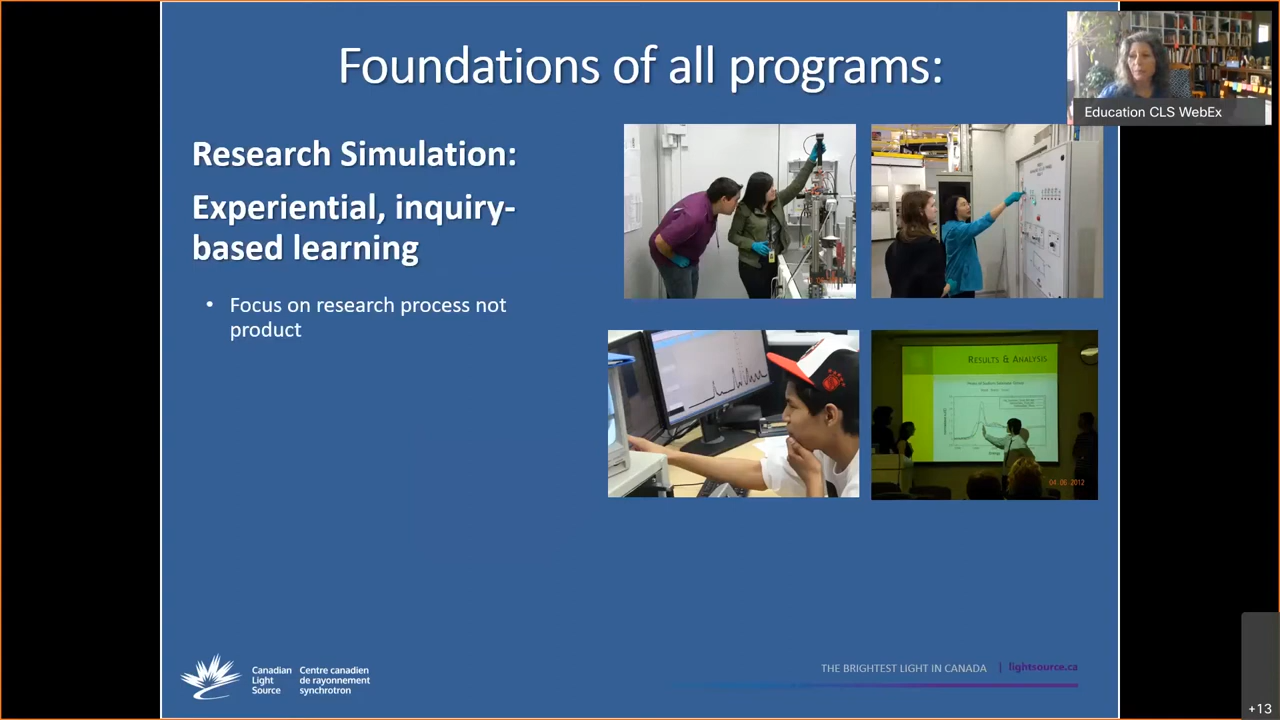 Foundations of all programs:
Education CLS WebEx
Research Simulation:
Experiential, inquiry-
based learning
• Focus on research process not
product
RESULTS & ANALYSIS
04 06 2012
Canadian
Light
Source
Centre canadien
de rayonnement
synchrotron
THE BRIGHTEST LIGHT IN CANADA | lightsource.ca
+13